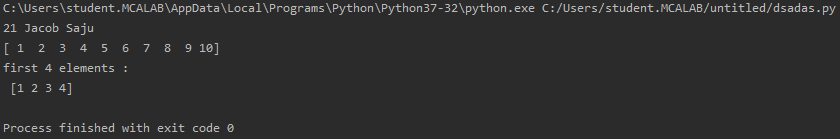 C:\Users\student.MCALAB\AppData\Local\Programs\Python\Python37-32\python.exe C:/Users/student.MCALAB/untitled/dsadas.py
21 Jacob Saju
[ 1  2  3  4  5  6  7  8  9 10]
first 4 elements :
 [1 2 3 4]
Process finished with exit code 0